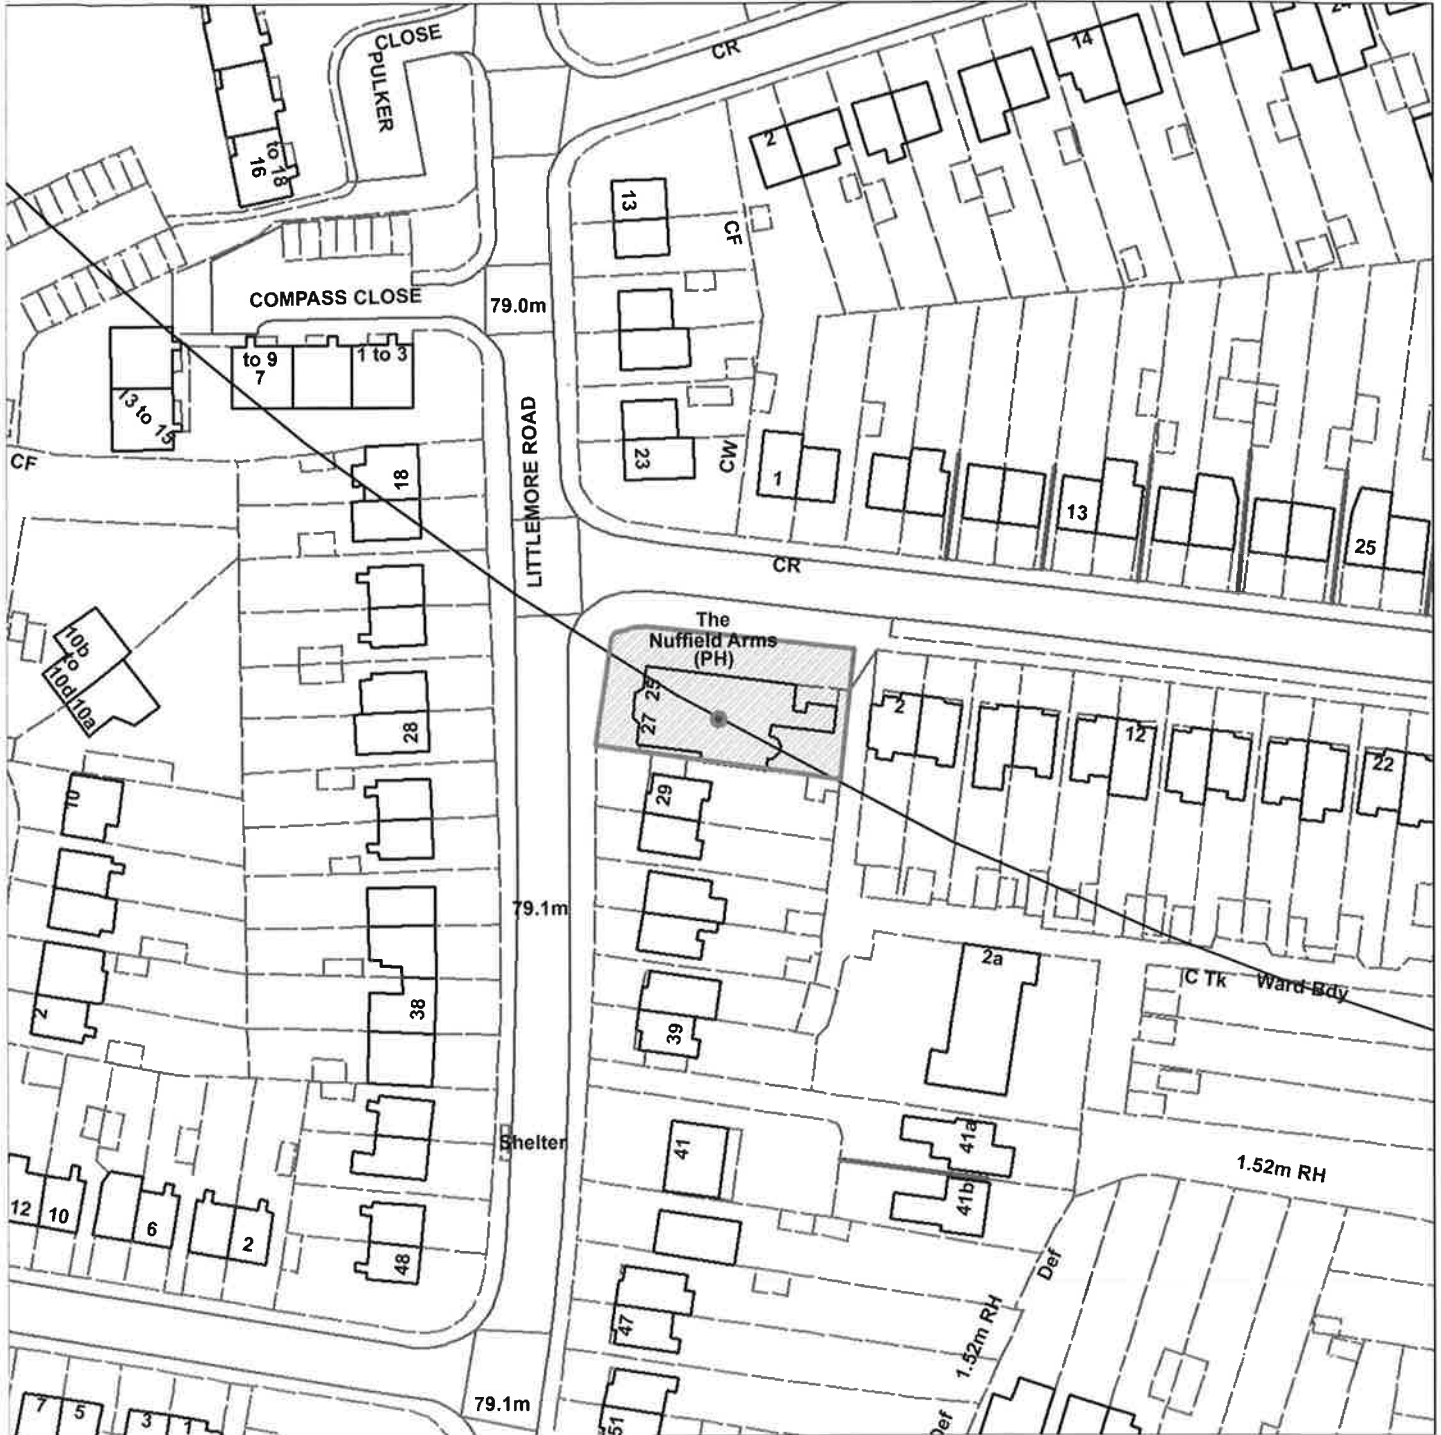 CLOSE
PULKER
CR
14
24
16
to 18
2
13
CF
COMPASS CLOSE
79.0m
to 9
7
1 to 3
13 to 15
CF
LITTLEMORE ROAD
18
23
CW
1
13
25
CR
The
Nuffield Arms
(PH)
25
27
10b
to
10d
10a
28
2
12
22
10
29
79.1m
2a
C Tk
Ward Bdy
2
38
39
Shelter
41
41a
41b
1.52m RH
12
10
6
2
48
Def
47
1.52m RH
79.1m
7
5
3
1
51
Def